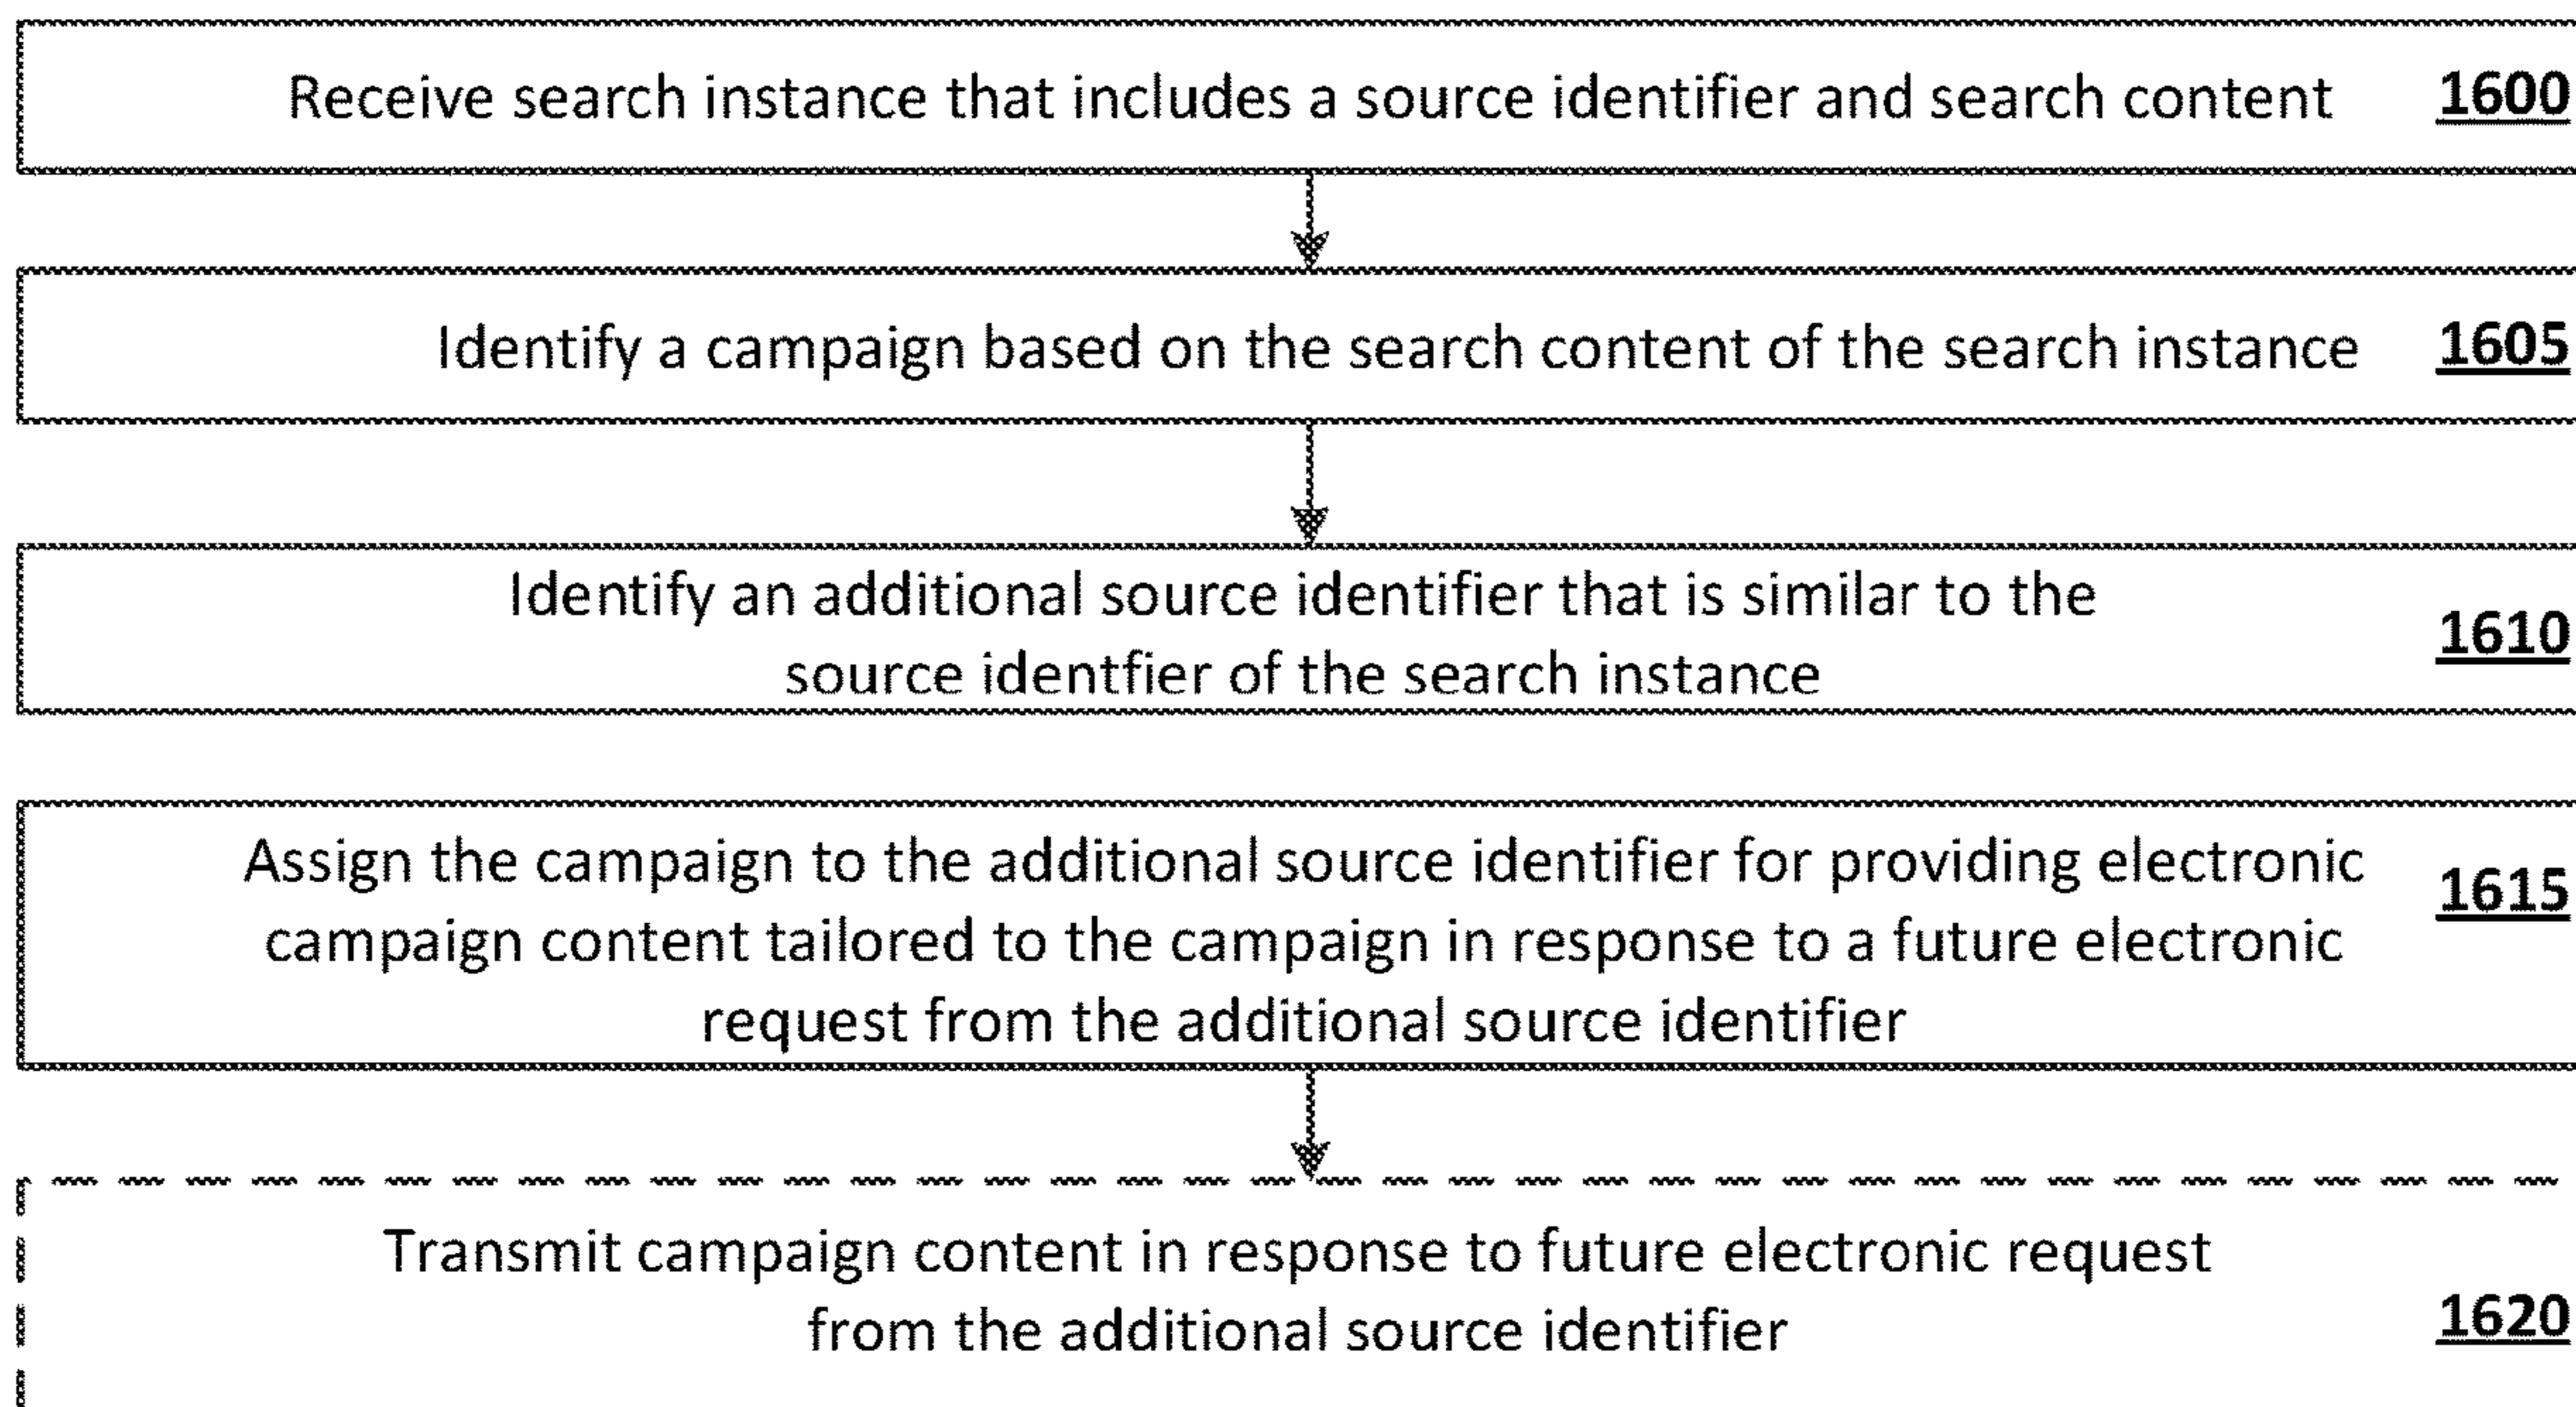 Receive search instance that includes a source identifier and search content 1600
Identify a campaign based on the search content of the search instance 1605
Identify an additional source identifier that is similar to the
source identfier of the search instance
1610
Assign the campaign to the additional source identifier for providing electronic
campaign content tailored to the campaign in response to a future electronic
request from the additional source identifier
1615
Transmit campaign content in response to future electronic request
from the additional source identifier
1620